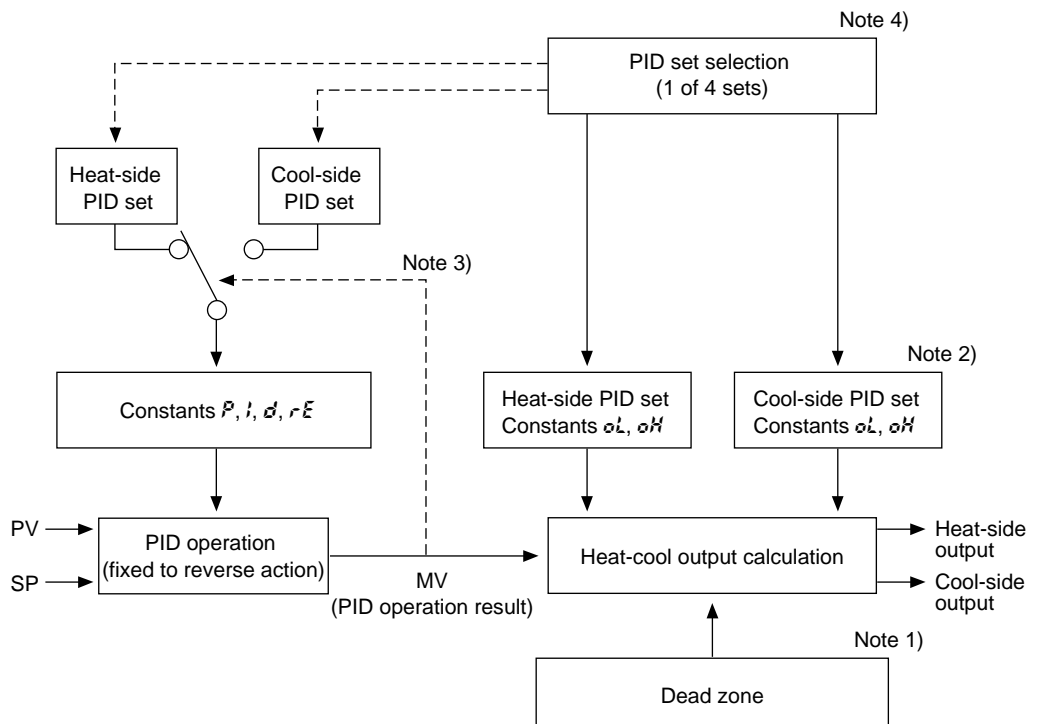 Note 4)
PID set selection
(1 of 4 sets)
Heat-side
PID set
Cool-side
PID set
Note 3)
Note 2)
Constants P, I, d, rE
Heat-side PID set
Constants oL, oH
Cool-side PID set
Constants oL, oH
PV
SP
PID operation
(fixed to reverse action)
MV
(PID operation result)
Heat-cool output calculation
Heat-side
output
Cool-side
output
Note 1)
Dead zone